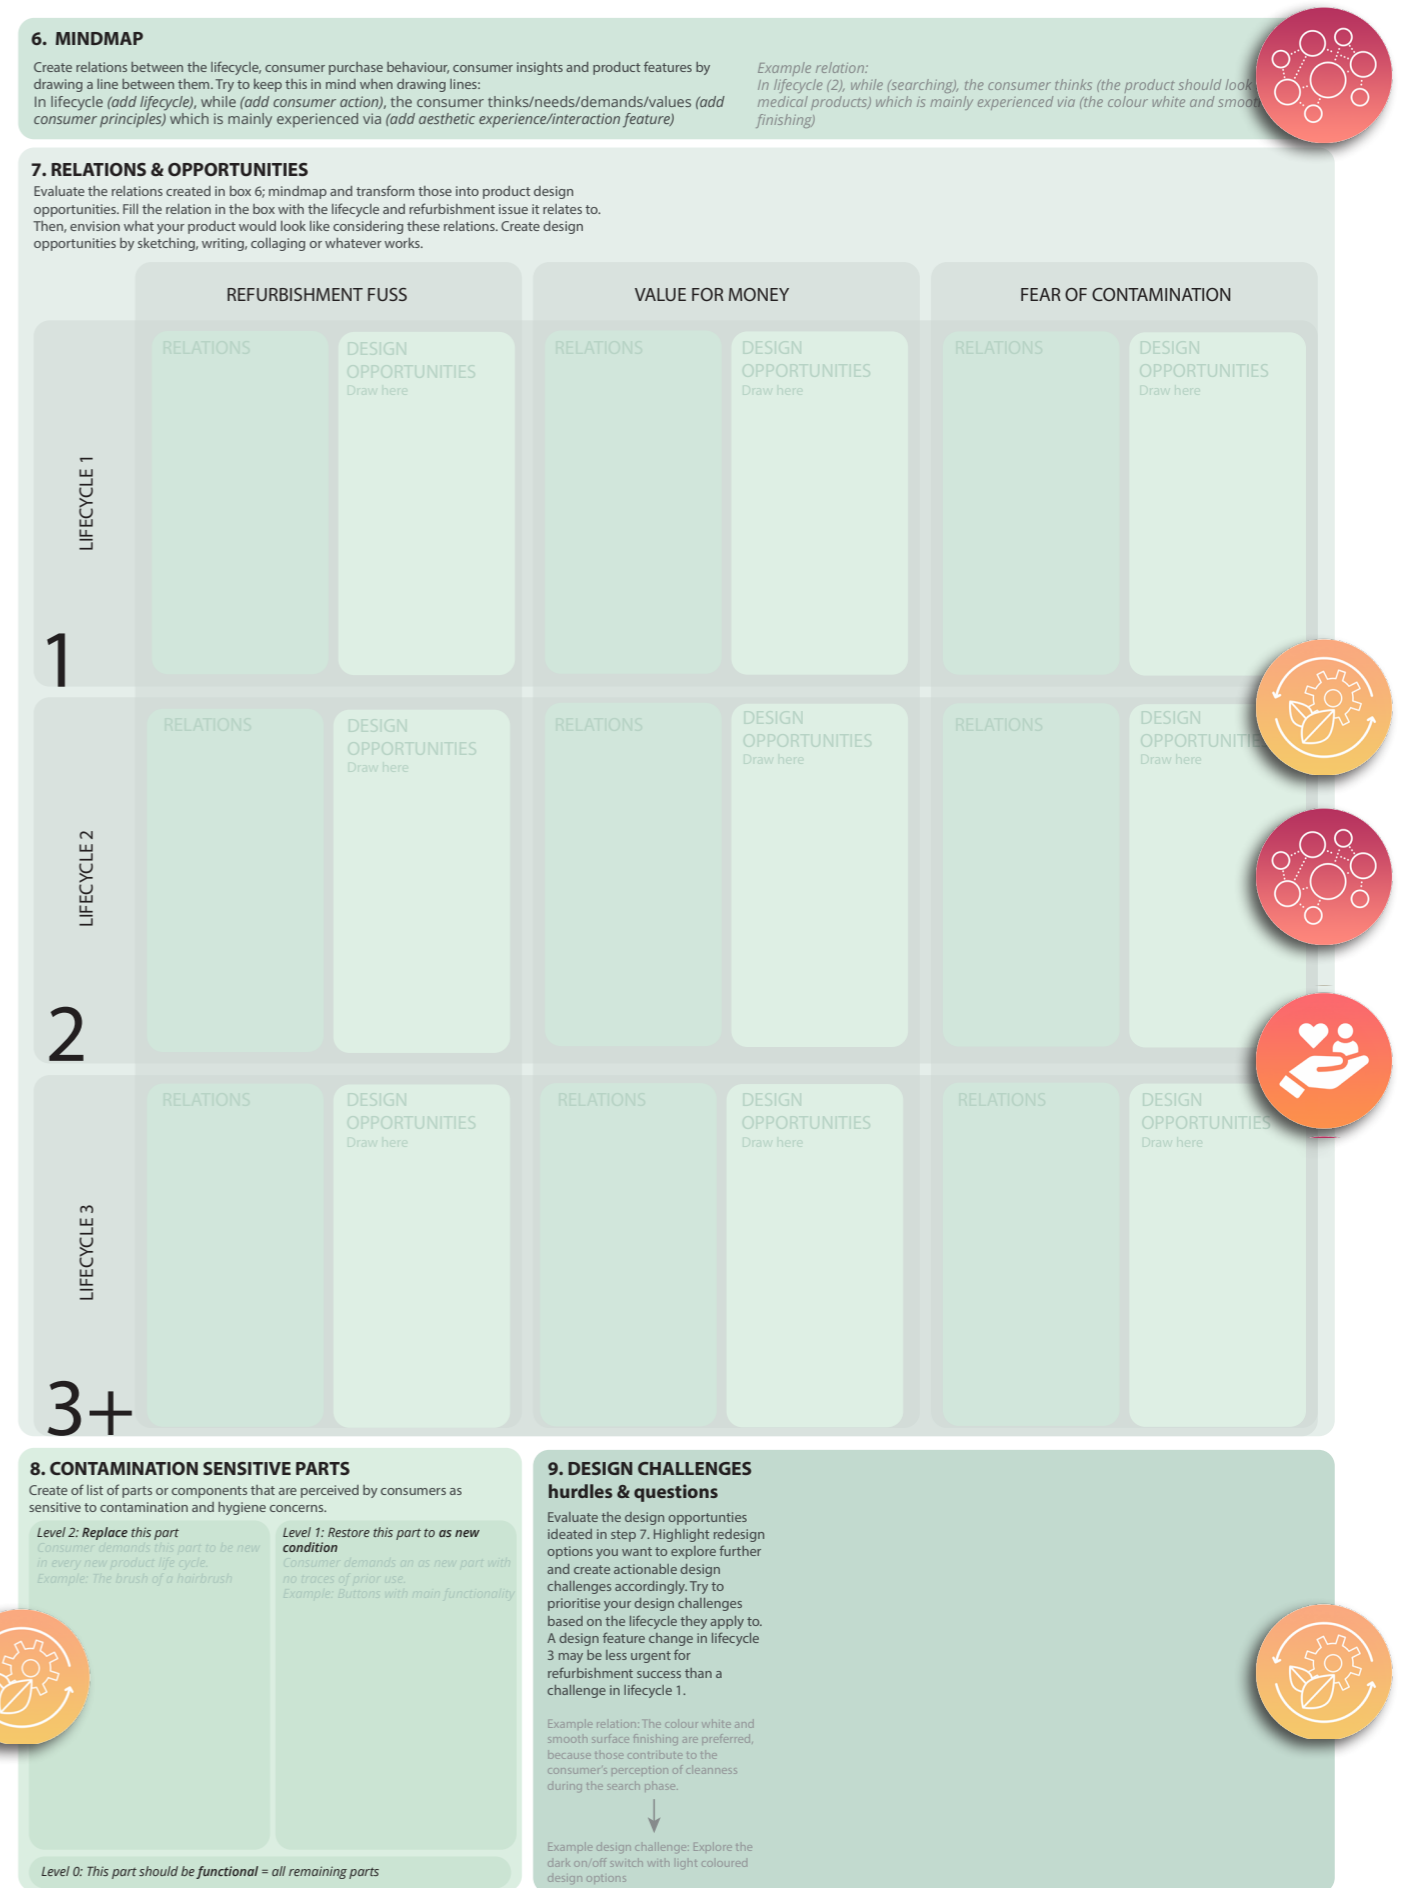 6. MINDMAP
Create relations between the lifecycle, consumer purchase behaviour, consumer insights and product features by
drawing a line between them. Try to keep this in mind when drawing lines:
In lifecycle (add lifecycle), while (add consumer action), the consumer thinks/needs/demands/values (add
consumer principles) which is mainly experienced via (add aesthetic experience/interaction feature)
Example relation:
In lifecycle (2), while (searching), the consumer thinks (the product should look
medical products) which is mainly experienced via (the colour white and smooth
finishing)
7. RELATIONS & OPPORTUNITIES
Evaluate the relations created in box 6; mindmap and transform those into product design
opportunities. Fill the relation in the box with the lifecycle and refurbishment issue it relates to.
Then, envision what your product would look like considering these relations. Create design
opportunities by sketching, writing, collaging or whatever works.
REFURBISHMENT FUSS
VALUE FOR MONEY
FEAR OF CONTAMINATION
LIFECYCLE 1
1
RELATIONS
DESIGN
OPPORTUNITIES
Draw here
RELATIONS
DESIGN
OPPORTUNITIES
Draw here
RELATIONS
DESIGN
OPPORTUNITIES
Draw here
LIFECYCLE 2
2
RELATIONS
DESIGN
OPPORTUNITIES
Draw here
RELATIONS
DESIGN
OPPORTUNITIES
Draw here
RELATIONS
DESIGN
OPPORTUNITIES
Draw here
LIFECYCLE 3
3+
RELATIONS
DESIGN
OPPORTUNITIES
Draw here
RELATIONS
DESIGN
OPPORTUNITIES
Draw here
RELATIONS
DESIGN
OPPORTUNITIES
Draw here
8. CONTAMINATION SENSITIVE PARTS
Create of list of parts or components that are perceived by consumers as
sensitive to contamination and hygiene concerns.
Level 2: Replace this part
Consumer demands this part to be new
in every new product life cycle.
Example: The brush of a hairbrush
Level 1: Restore this part to as new
condition
Consumer demands an as new part with
no traces of prior use.
Example: Buttons with main functionality
Level 0: This part should be functional = all remaining parts
9. DESIGN CHALLENGES
hurdles & questions
Evaluate the design opportunties
ideated in step 7. Highlight redesign
options you want to explore further
and create actionable design
challenges accordingly. Try to
prioritise your design challenges
based on the lifecycle they apply to.
A design feature change in lifecycle
3 may be less urgent for
refurbishment success than a
challenge in lifecycle 1.
Example relation: The colour white and
smooth surface finishing are preferred,
because those contribute to the
consumer's perception of cleanness
during the search phase.
Example design challenge: Explore the
dark on/off switch with light coloured
design options